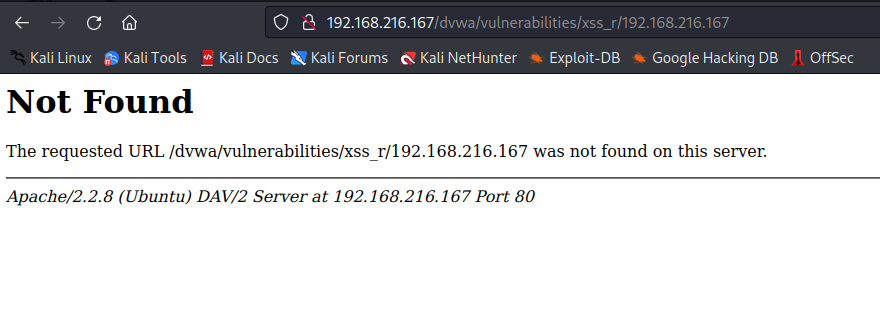 192.168.216.167/dvwa/vulnerabilities/xss_r/192.168.216.167
Kali Linux Kali Tools Kali Docs Kali Forums Kali NetHunter Exploit-DB Google Hacking DB OffSec
Not Found
The requested URL /dvwa/vulnerabilities/xss_r/192.168.216.167 was not found on this server.
Apache/2.2.8 (Ubuntu) DAV/2 Server at 192.168.216.167 Port 80